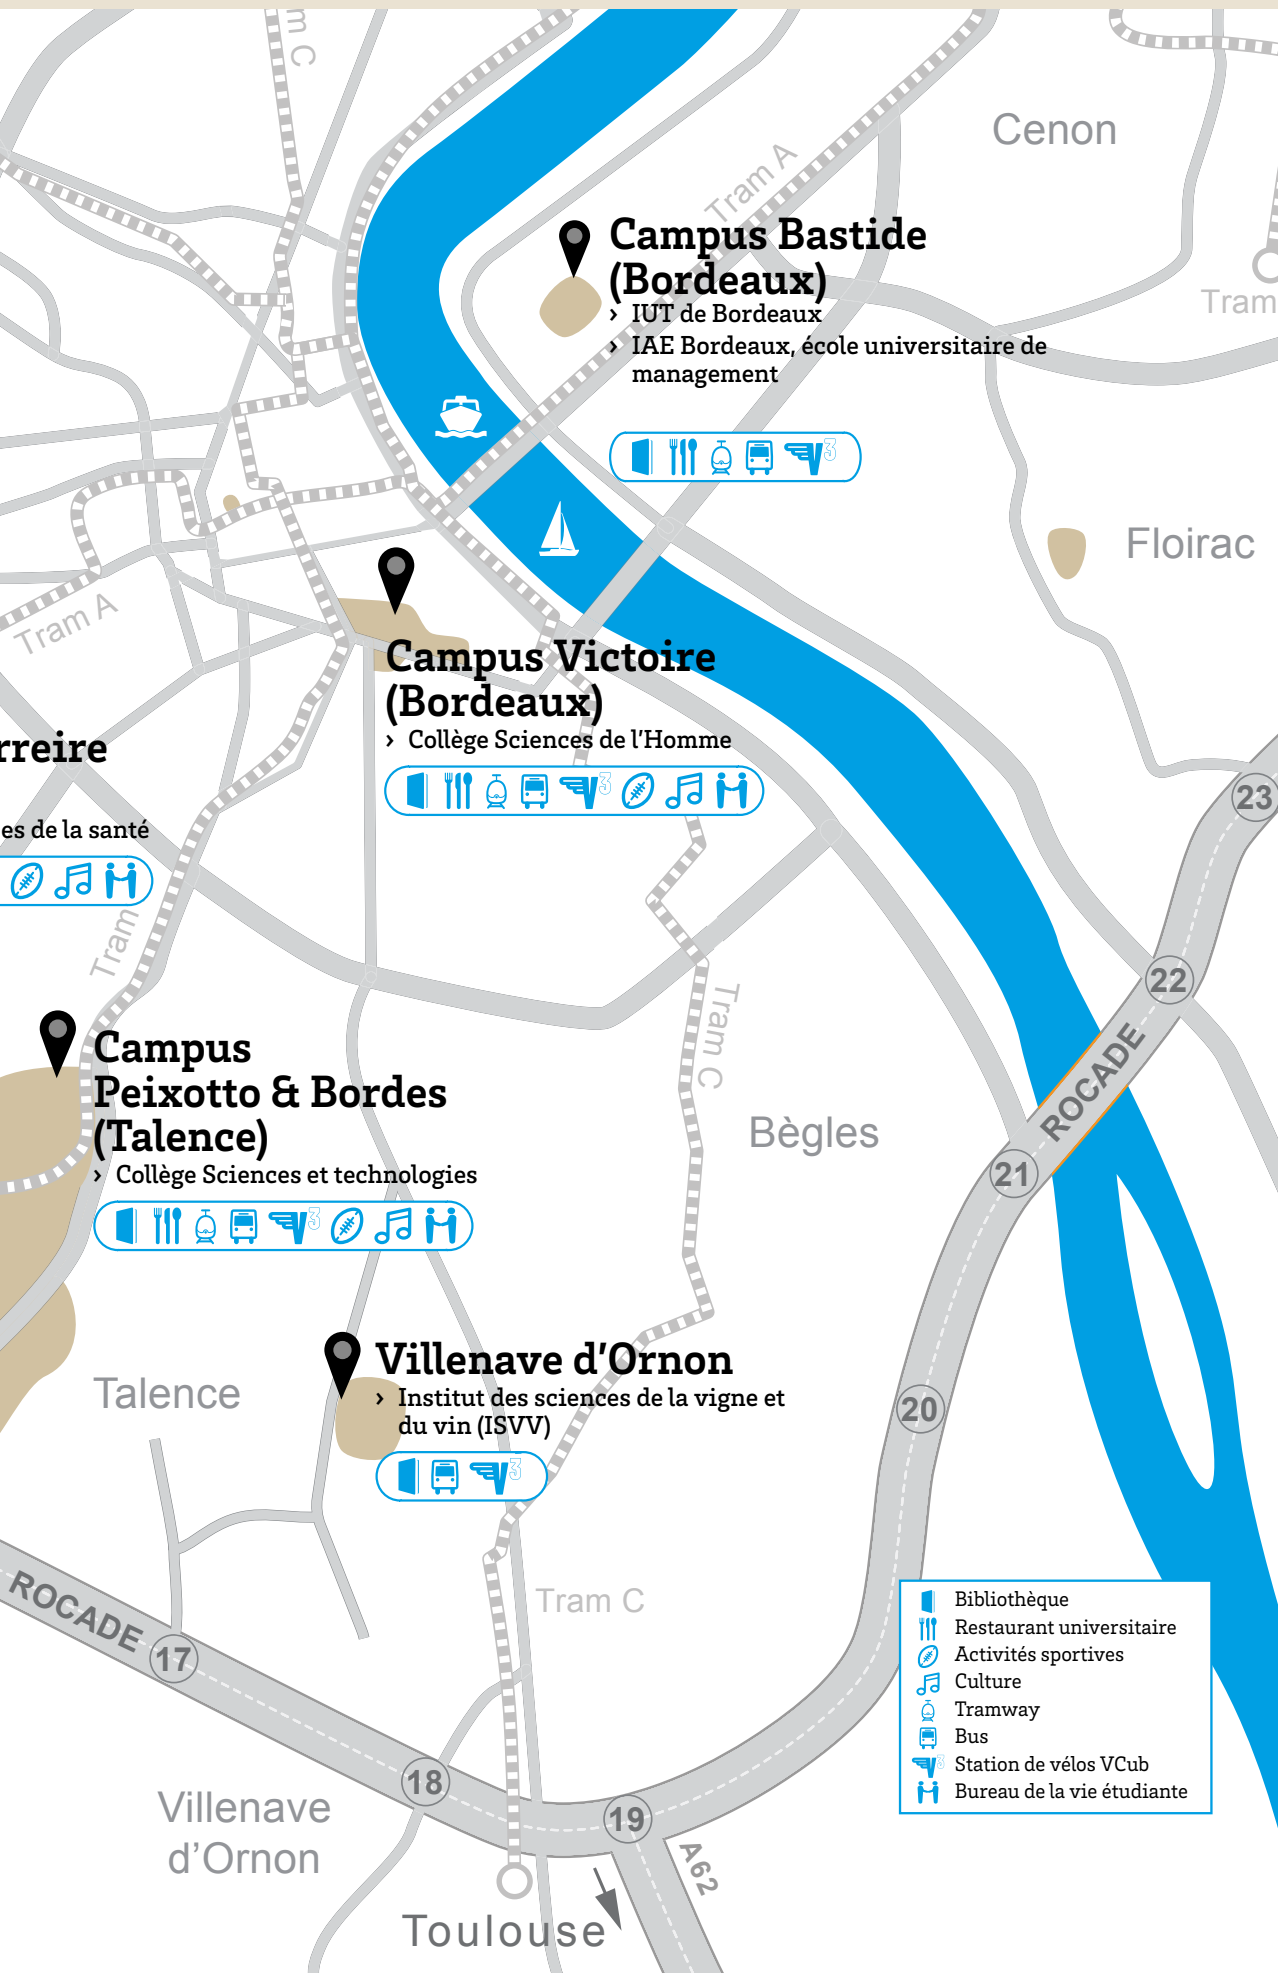 m C
Cenon
Tram A
Campus Bastide
(Bordeaux)
› IUT de Bordeaux
› IAE Bordeaux, école universitaire de
management
Tram
Floirac
Tram A
Campus Victoire
(Bordeaux)
› Collège Sciences de l'Homme
rreire
es de la santé
23
Tram
22
Tram C
ROCADE
Campus
Peixotto & Bordes
(Talence)
› Collège Sciences et technologies
Bègles
21
Villenave d'Ornon
› Institut des sciences de la vigne et
du vin (ISVV)
Talence
20
ROCADE
17
Tram C
Bibliothèque
Restaurant universitaire
Activités sportives
Culture
Tramway
Bus
Station de vélos VCub
Bureau de la vie étudiante
18
19
Villenave
d'Ornon
A62
Toulouse